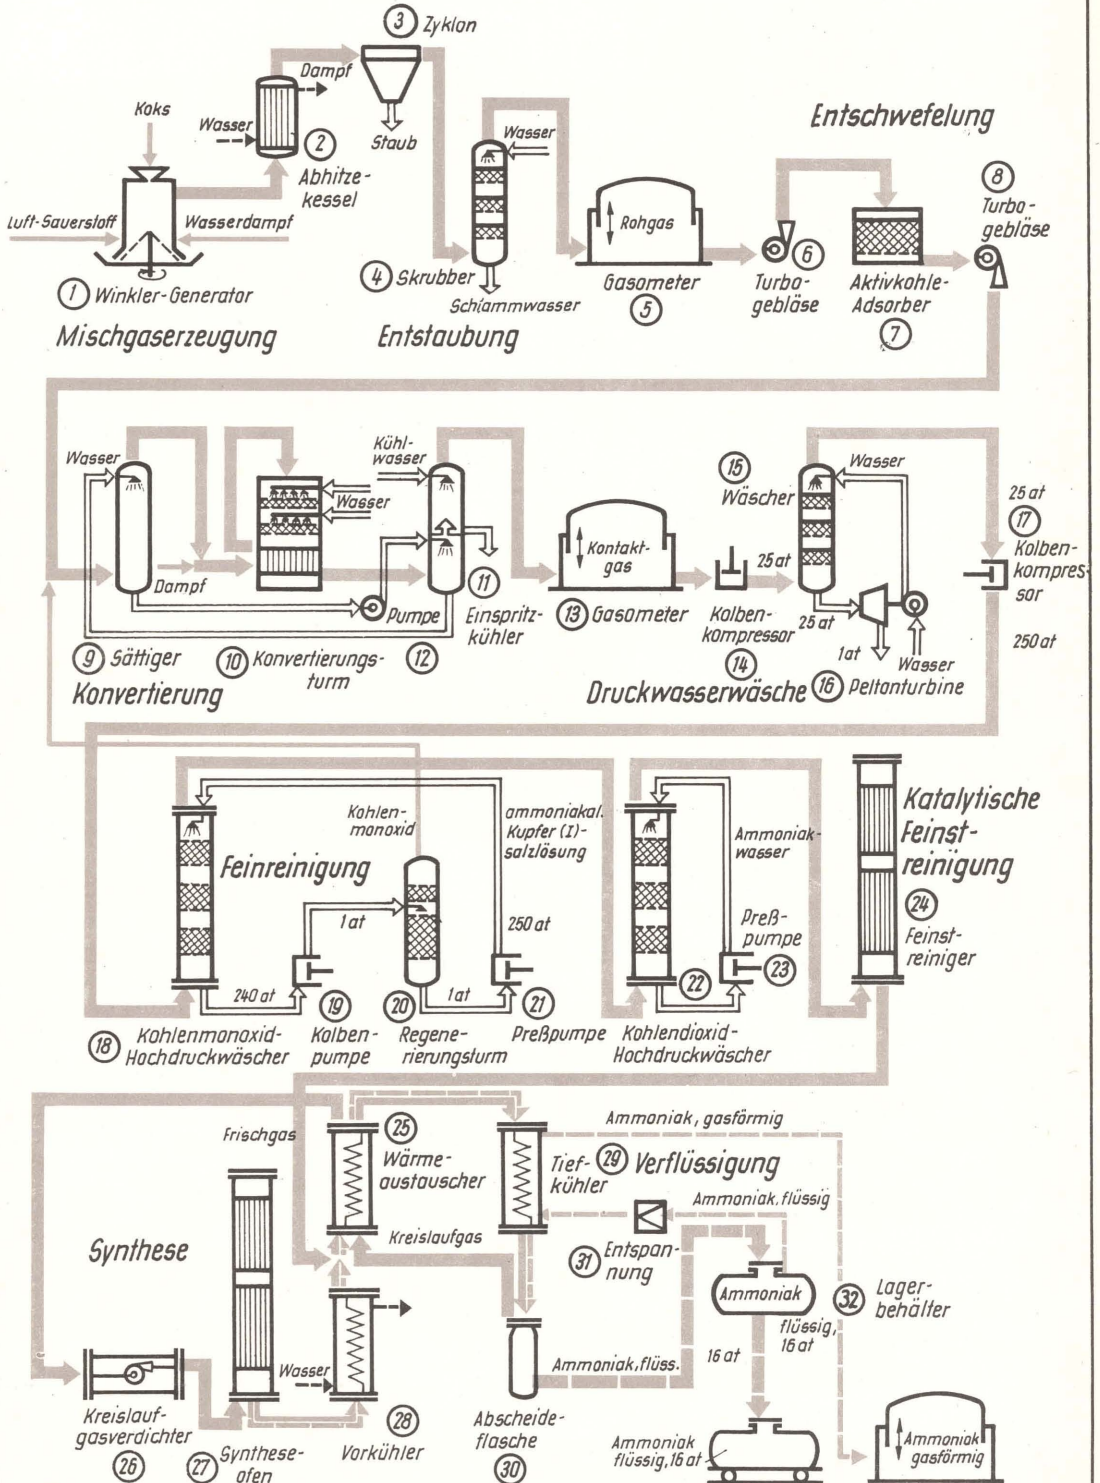 3 Zyklon
Dampf
Koks
Wasser
2
Abhitze-
kessel
Staub
Luft-Sauerstoff
Wasserdampf
1 Winkler-Generator
Mischgaserzeugung
Wasser
4 Skrubber
Schlammwasser
Entstaubung
Rohgas
Gasometer
5
Entschwefelung
6
Turbo-
gebläse
Aktivkohle-
Adsorber
7
8
Turbo-
gebläse
Wasser
Dampf
Kühl-
wasser
Wasser
Pumpe
11
Einspritz-
kühler
9 Sättiger
10 Konvertierungs-
turm
12
Konvertierung
Kontakt-
gas
13 Gasometer
25 at
Kolben-
kompressor
14
15
Wäscher
Wasser
25 at
1 at
Wasser
Druckwasserwäsche
16 Peltonturbine
25 at
17
Kolben-
kompres-
sor
250 at
Kohlen-
monoxid
ammoniakal.
Kupfer (I)-
salzlösung
Feinreinigung
1 at
250 at
240 at
1 at
18 Kohlenmonoxid-
Hochdruckwäscher
19
Kolben-
pumpe
20
Regene-
rierungsturm
21
Preßpumpe
Ammoniak-
wasser
Preß-
pumpe
23
22
Kohlendioxid-
Hochdruckwäscher
Katalytische
Feinst-
reinigung
24
Feinst-
reiniger
Frischgas
25
Wärme-
austauscher
Ammoniak, gasförmig
Tief-
kühler
29 Verflüssigung
Ammoniak, flüssig
Kreislaufgas
31 Entspan-
nung
Synthese
Ammoniak
32 Lager-
behälter
flüssig,
16 at
Wasser
Ammoniak, flüss.
16 at
Kreislauf-
gasverdichter
26
27 Synthese-
ofen
28
Vorkühler
Abscheide-
flasche
30
Ammoniak
flüssig, 16 at
Ammoniak
gasförmig